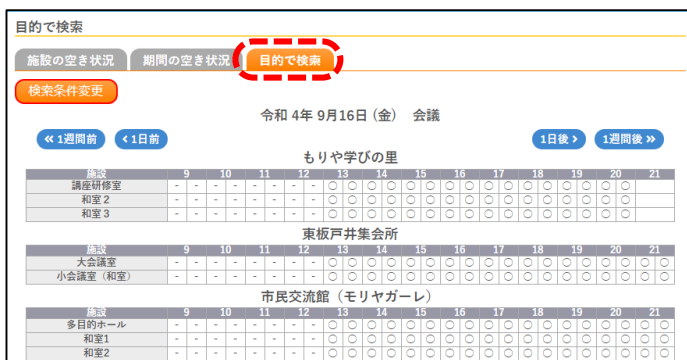 目的で検索
施設の空き状況 期間の空き状況 目的で検索
検索条件変更
令和 4年 9月16日 (金) 会議
≪ 1週間前 < 1日前 1日後 > 1週間後 ≫
もりや学びの里
施設 9 10 11 12 13 14 15 16 17 18 19 20 21
講座研修室 - - - - - - - - ○ ○ ○ ○ ○ ○ ○ ○ ○ ○ ○ ○ ○ ○ ○ ○
和室２ - - - - - - - - ○ ○ ○ ○ ○ ○ ○ ○ ○ ○ ○ ○ ○ ○ ○ ○
和室３ - - - - - - - - ○ ○ ○ ○ ○ ○ ○ ○ ○ ○ ○ ○ ○ ○ ○ ○
東板戸井集会所
施設 9 10 11 12 13 14 15 16 17 18 19 20 21
大会議室 - - - - - - - - ○ ○ ○ ○ ○ ○ ○ ○ ○ ○ ○ ○ ○ ○ ○ ○ ○ ○
小会議室（和室） - - - - - - - - ○ ○ ○ ○ ○ ○ ○ ○ ○ ○ ○ ○ ○ ○ ○ ○ ○ ○
市民交流館（モリヤガーレ）
施設 9 10 11 12 13 14 15 16 17 18 19 20 21
多目的ホール - - - - - - - - ○ ○ ○ ○ ○ ○ ○ ○ ○ ○ ○ ○ ○ ○ ○ ○ ○ ○
和室1 - - - - - - - - ○ ○ ○ ○ ○ ○ ○ ○ ○ ○ ○ ○ ○ ○ ○ ○ ○ ○
和室2 - - - - - - - - ○ ○ ○ ○ ○ ○ ○ ○ ○ ○ ○ ○ ○ ○ ○ ○ ○ ○